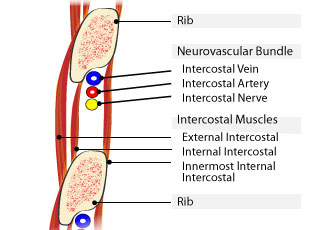 Rib
Neurovascular Bundle
Intercostal Vein
Intercostal Artery
Intercostal Nerve
Intercostal Muscles
External Intercostal
Internal Intercostal
Innermost Internal
Intercostal
Rib